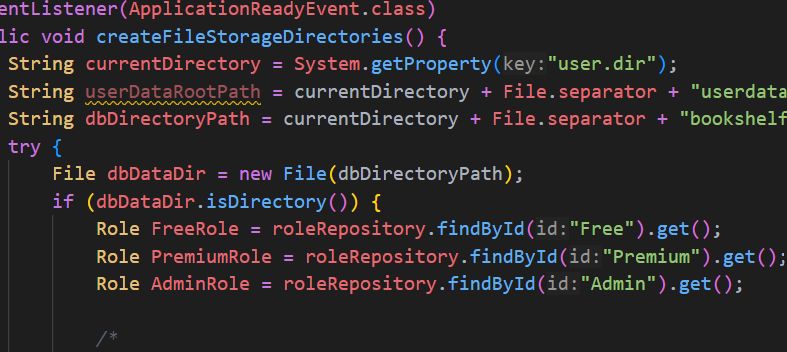 entListener(ApplicationReadyEvent.class)
lic void createFileStorageDirectories() {
String currentDirectory = System.getProperty(key:"user.dir");
String userDataRootPath = currentDirectory + File.separator + "userdata
String dbDirectoryPath = currentDirectory + File.separator + "bookshelf
try {
File dbDataDir = new File(dbDirectoryPath);
if (dbDataDir.isDirectory()) {
Role FreeRole = roleRepository.findById(id:"Free").get();
Role PremiumRole = roleRepository.findById(id:"Premium").get();
Role AdminRole = roleRepository.findById(id:"Admin").get();
/*